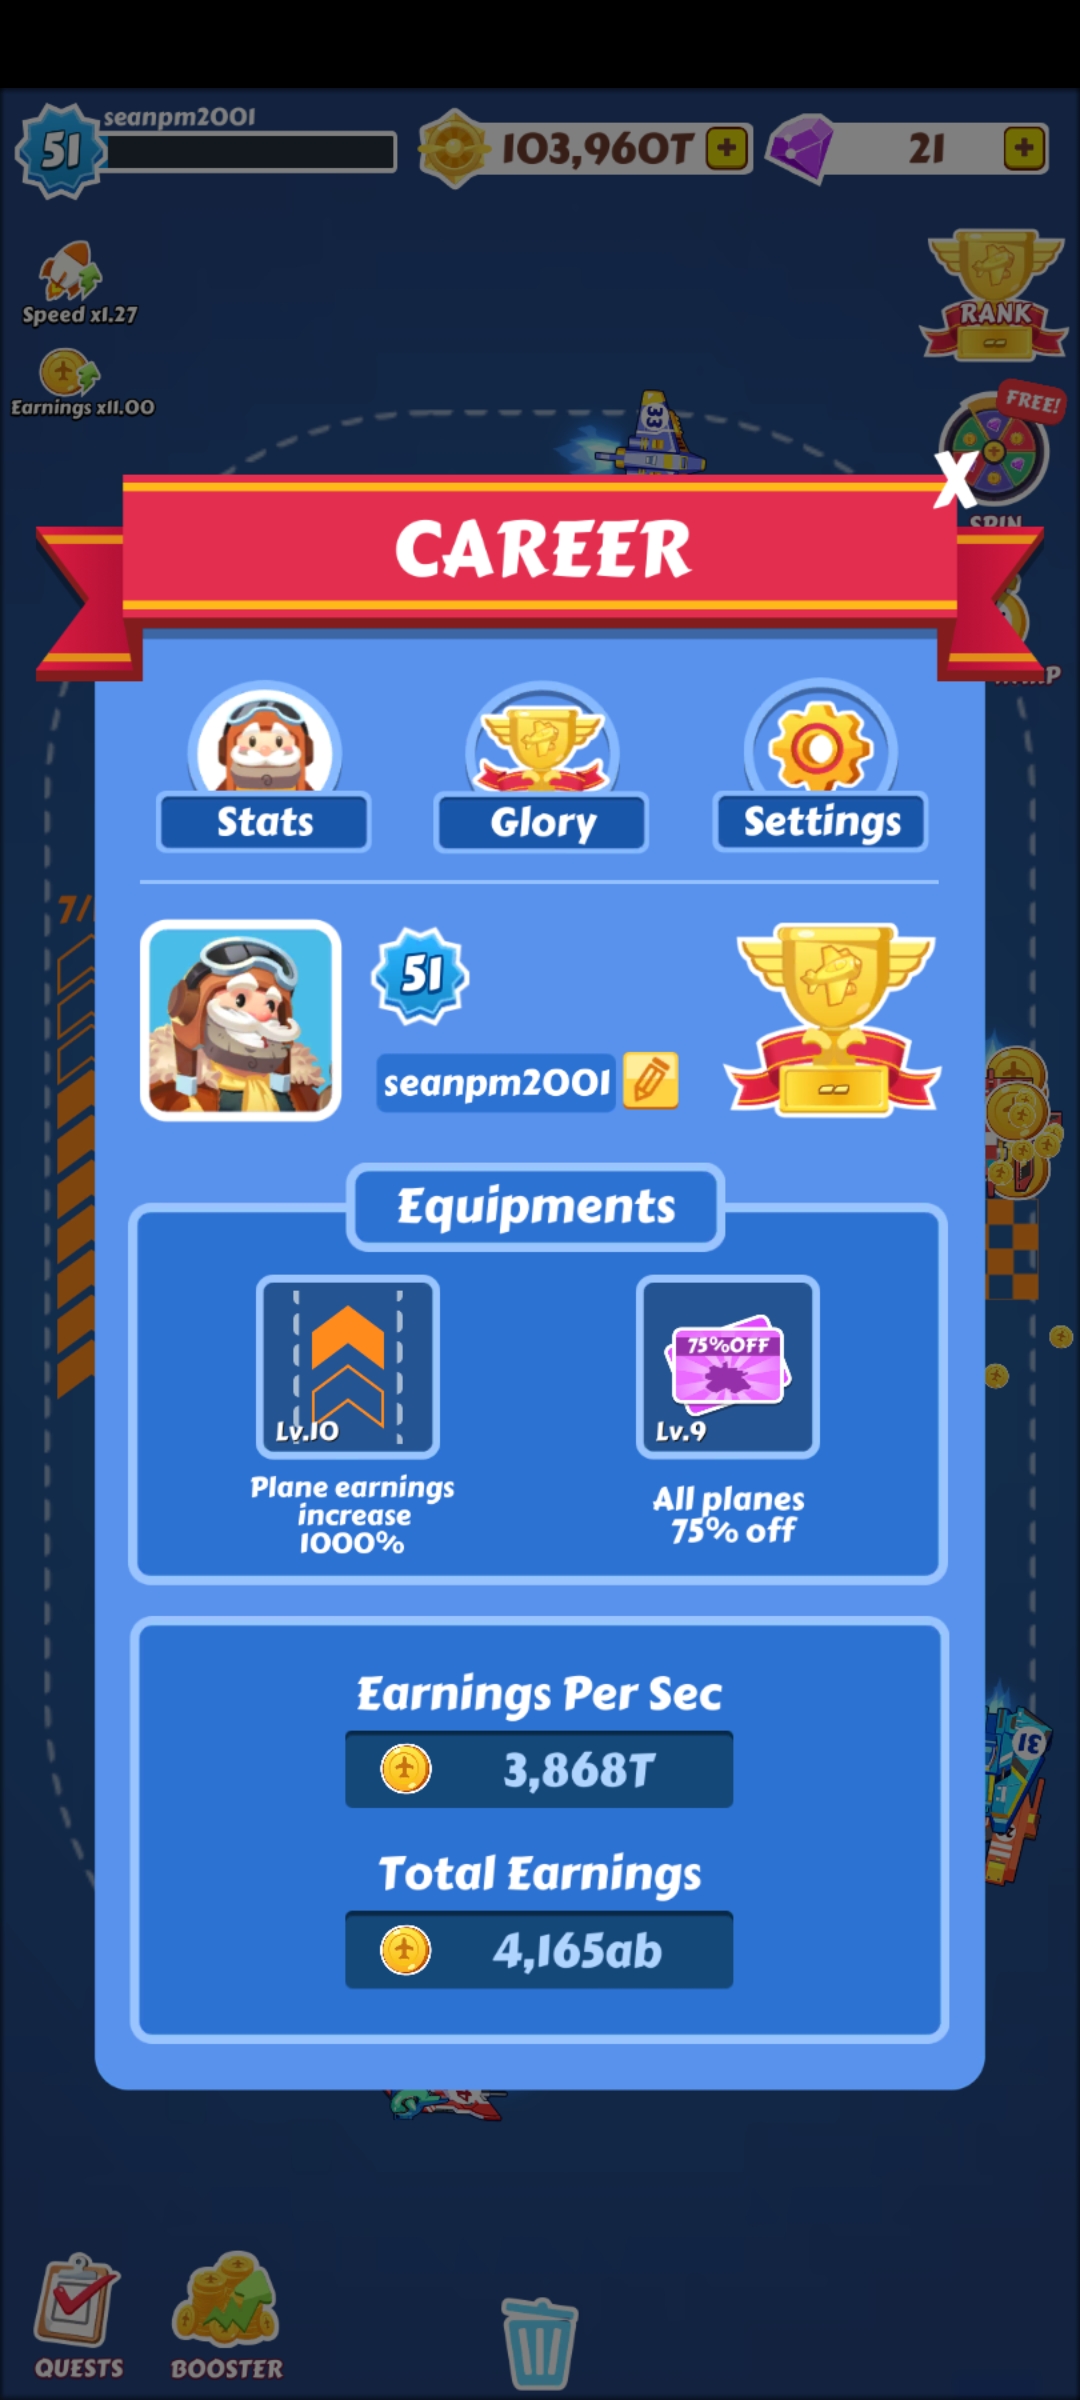 seanpm2001
51
103,960T
21
Speed x1.27
RANK
Earnings x11.00
FREE!
33
SPIN
CAREER
Stats
Glory
Settings
7/
51
seanpm2001
Equipments
75%OFF
Lv.10
Lv.9
Plane earnings
increase
1000%
All planes
75% off
Earnings Per Sec
3,868T
31
Total Earnings
4,165ab
QUESTS
BOOSTER